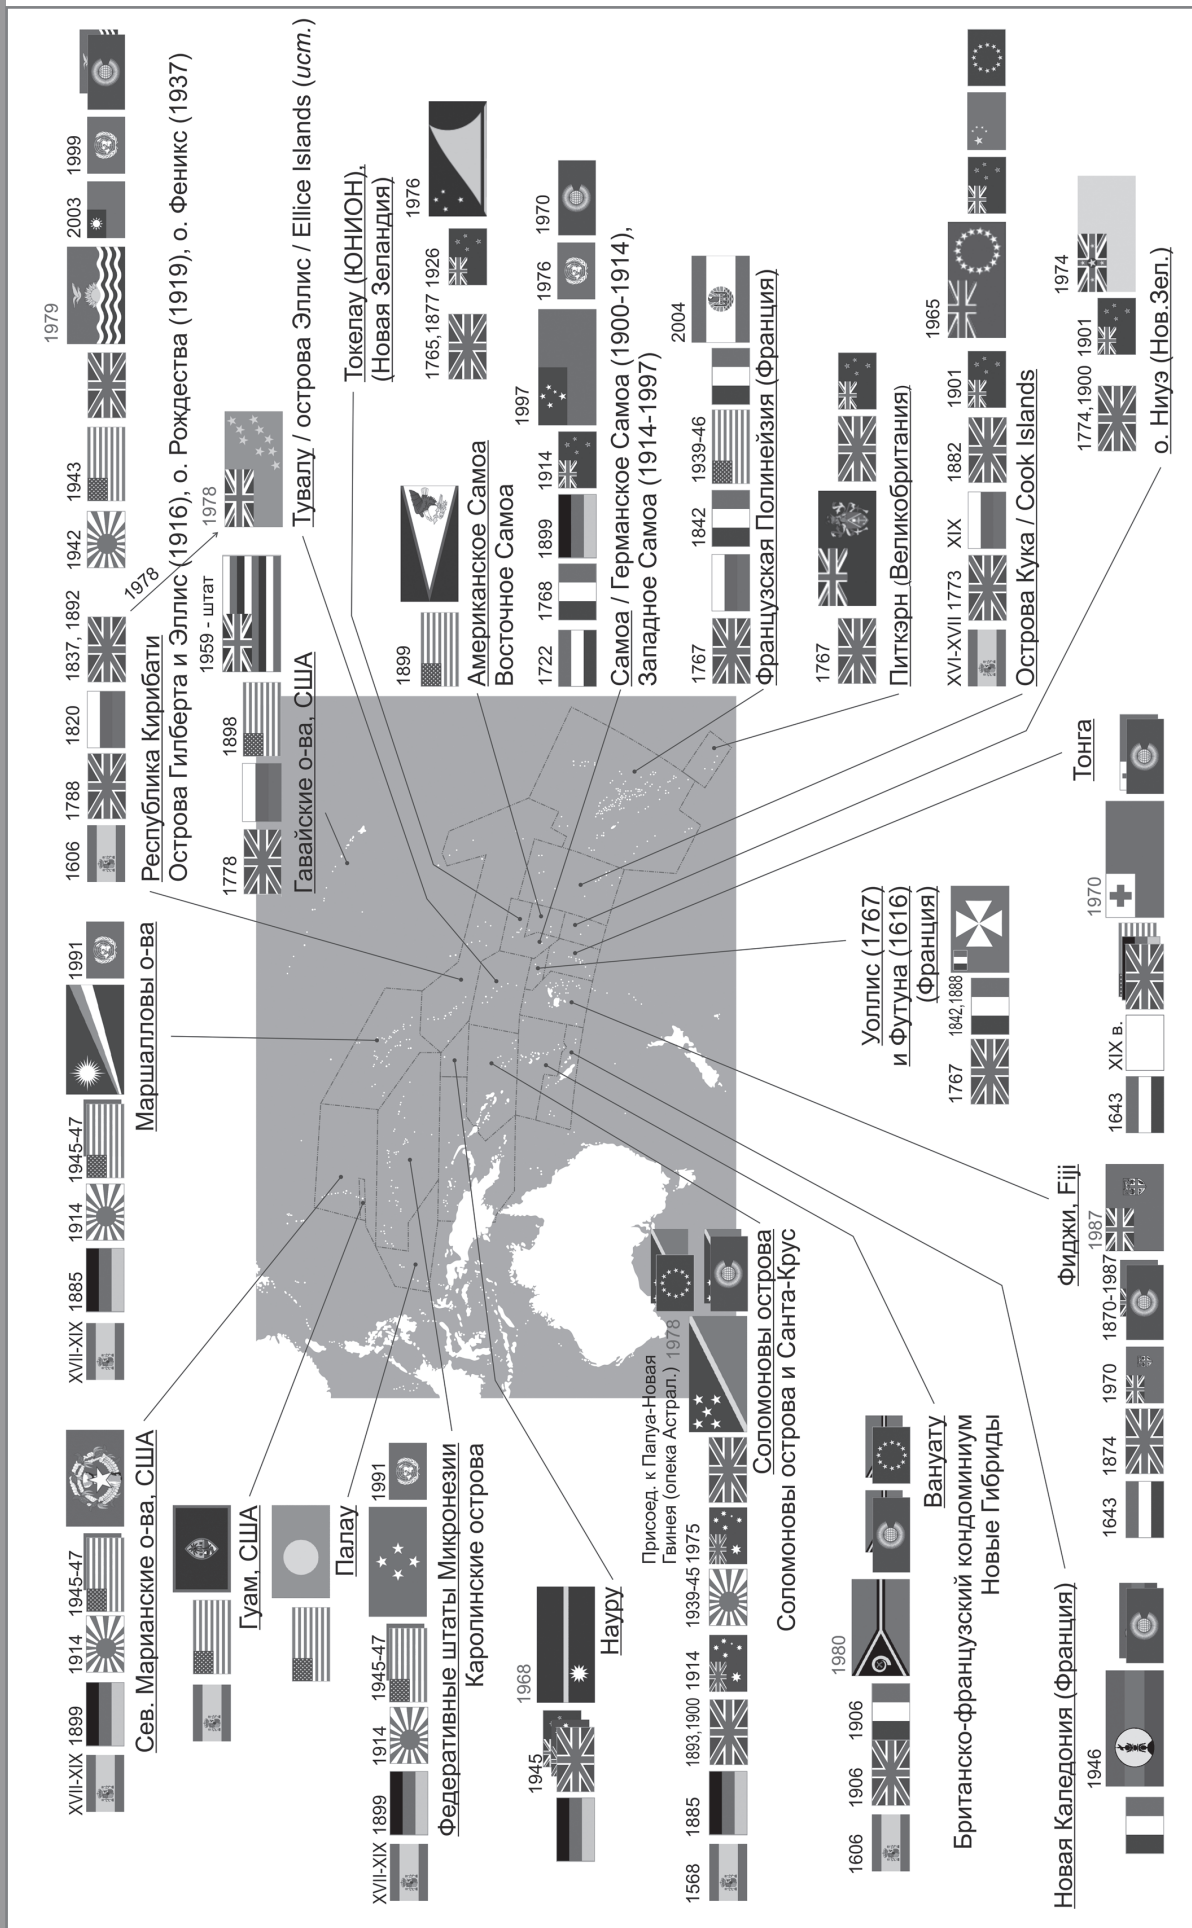 XVII-XIX 1899 1914 1945-47
Сев. Марианские о-ва, США
XVII-XIX 1885 1914 1945-47 1991
Маршалловы о-ва
1606 1788 1820 1837, 1892 1942 1943 1979 2003 1999
Республика Кирибати
Острова Гилберта и Эллис (1916), о. Рождества (1919), о. Феникс (1937)
1978
1978
Тувалу / острова Эллис / Ellice Islands (ист.)
1778 1898 1959 - штат
Гавайские о-ва, США
Гуам, США
Палау
XVII-XIX 1899 1914 1945-47 1991
Федеративные штаты Микронезии
Каролинские острова
Токелау (ЮНИОН),
(Новая Зеландия)
1765,1877 1926 1976
1899
Американское Самоа
Восточное Самоа
1945 1968
Науру
1722 1768 1899 1914 1997 1976 1970
Самоа / Германское Самоа (1900-1914),
Западное Самоа (1914-1997)
Присоед. к Папуа-Новая
Гвинея (опека Астрал.) 1978
1568 1885 1893,1900 1914 1939-45 1975
Соломоновы острова
Соломоновы острова и Санта-Крус
1767 1842 1939-46 2004
Французская Полинейзия (Франция)
1767
Питкэрн (Великобритания)
1606 1906 1906 1980
Вануату
Британско-французский кондоминиум
Новые Гибриды
Уоллис (1767)
и Футуна (1616)
(Франция)
1767 1842,1888
XVI-XVII 1773 XIX 1882 1901 1965
Острова Кука / Cook Islands
1946
Новая Каледония (Франция)
Фиджи, Fiji
1643 1874 1970 1870-1987 1987
Тонга
1643 XIX в. 1970
1774,1900 1901 1974
о. Ниуэ (Нов.Зел.)